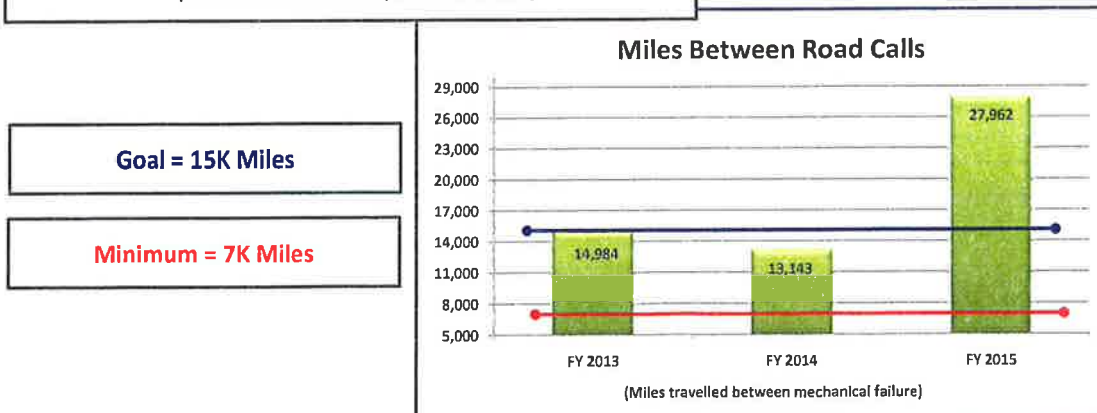 Goal = 15K Miles
Minimum = 7K Miles
Miles Between Road Calls
29,000
26,000
23,000
20,000
17,000
14,000
11,000
8,000
5,000
14,984
13,143
27,962
FY 2013
FY 2014
FY 2015
(Miles travelled between mechanical failure)